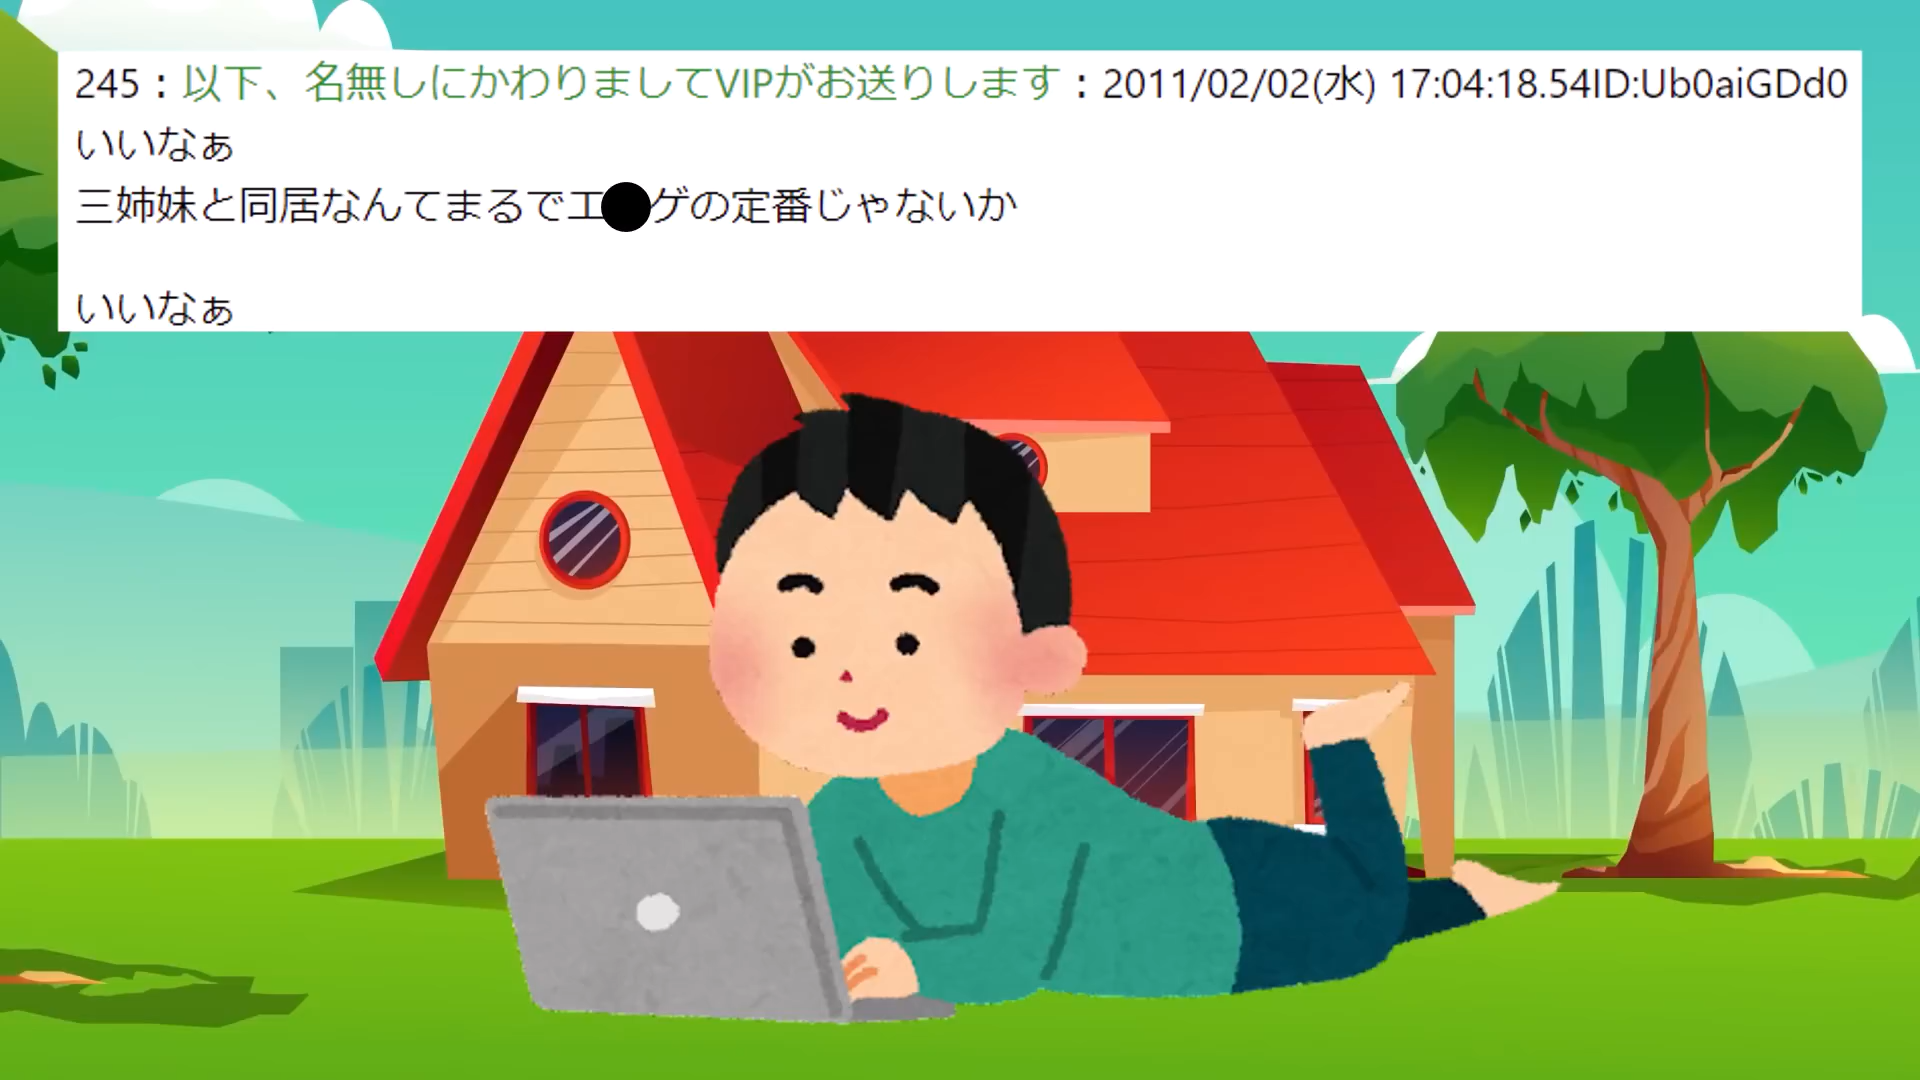 245：以下、名無しにかわりましてVIPがお送りします：2011/02/02(水) 17:04:18.54ID:Ub0aiGDd0
いいなぁ
三姉妹と同居なんてまるでエ●ゲの定番じゃないか
いいなぁ